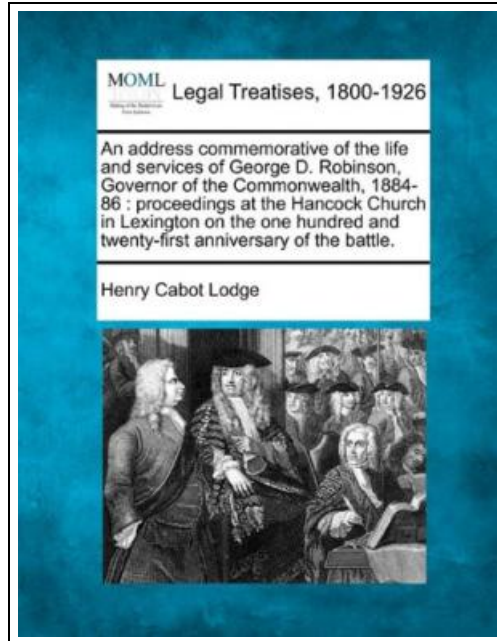 MOML
Legal Treatises, 1800-1926
An address commemorative of the life
and services of George D. Robinson,
Governor of the Commonwealth, 1884-
86 : proceedings at the Hancock Church
in Lexington on the one hundred and
twenty-first anniversary of the battle.
Henry Cabot Lodge